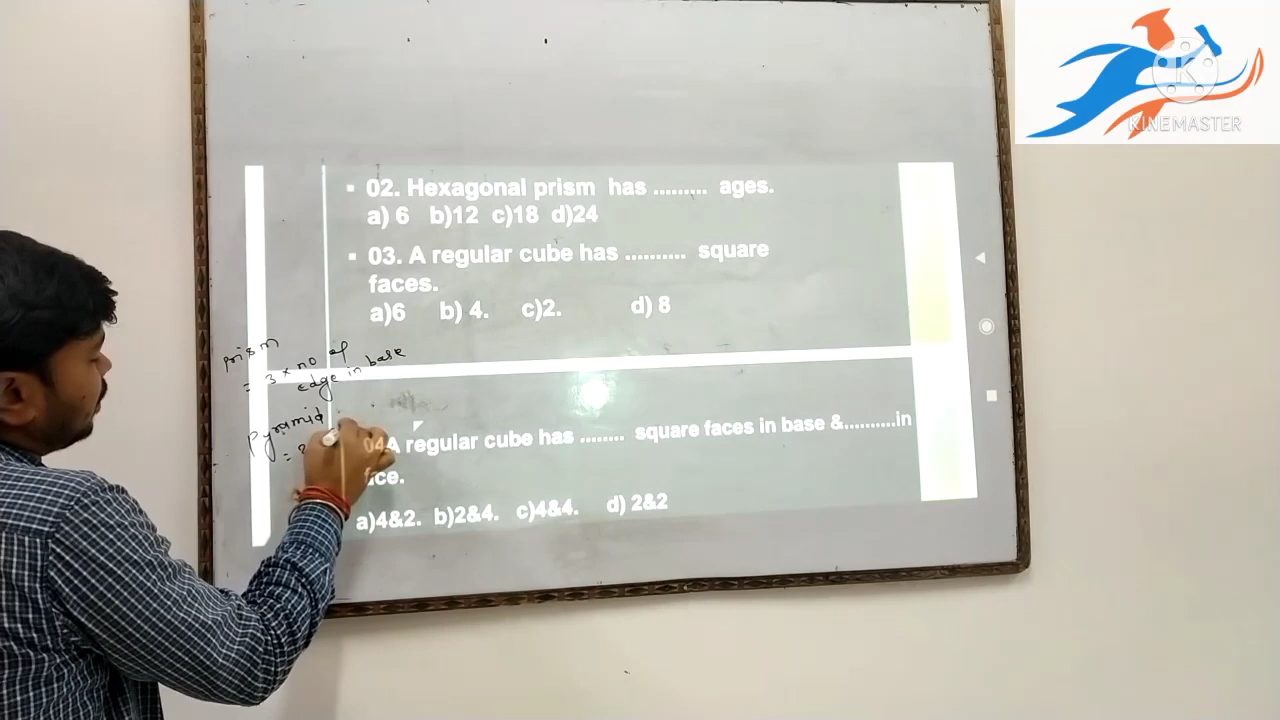 KINEMASTER
02. Hexagonal prism has ......... ages.
a) 6 b)12 c)18 d)24
03. A regular cube has .......... square
faces.
a)6 b) 4. c)2. d) 8
prism
= 3 × no of
edge in base
Pyramid
=
04A regular cube has ........ square faces in base &..........in
ace.
a)4&2. b)2&4. c)4&4. d) 2&2